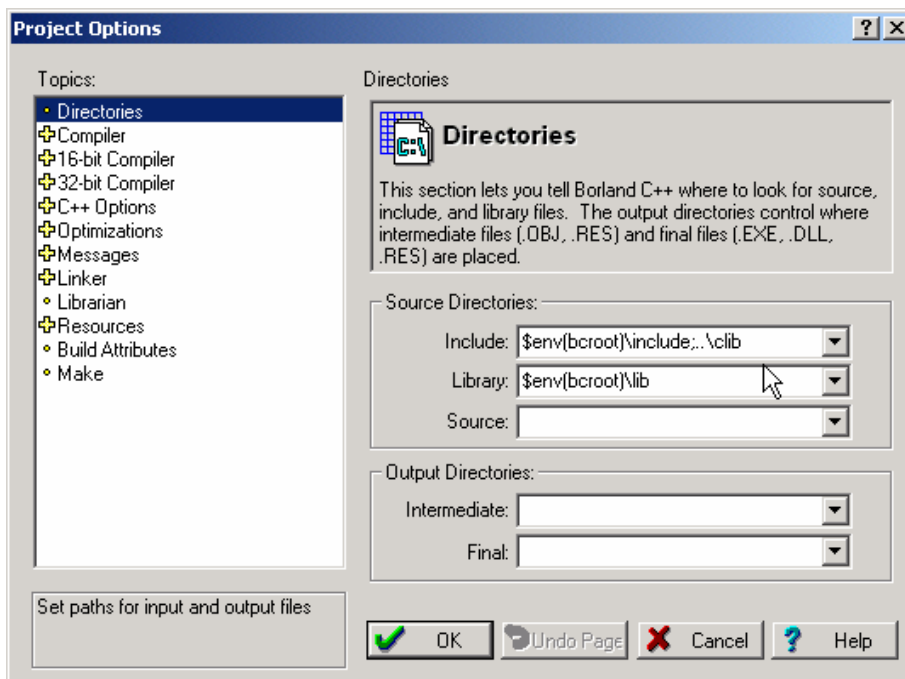 Project Options
Topics:
Directories
Compiler
16-bit Compiler
32-bit Compiler
C++ Options
Optimizations
Messages
Linker
Librarian
Resources
Build Attributes
Make
Set paths for input and output files
Directories
C:\
Directories
This section lets you tell Borland C++ where to look for source,
include, and library files. The output directories control where
intermediate files (.OBJ, .RES) and final files (.EXE, .DLL,
.RES) are placed.
Source Directories:
Include: $env(bcroot)\include;..\clib
Library: $env(bcroot)\lib
Source:
Output Directories:
Intermediate:
Final:
OK Undo Page Cancel Help